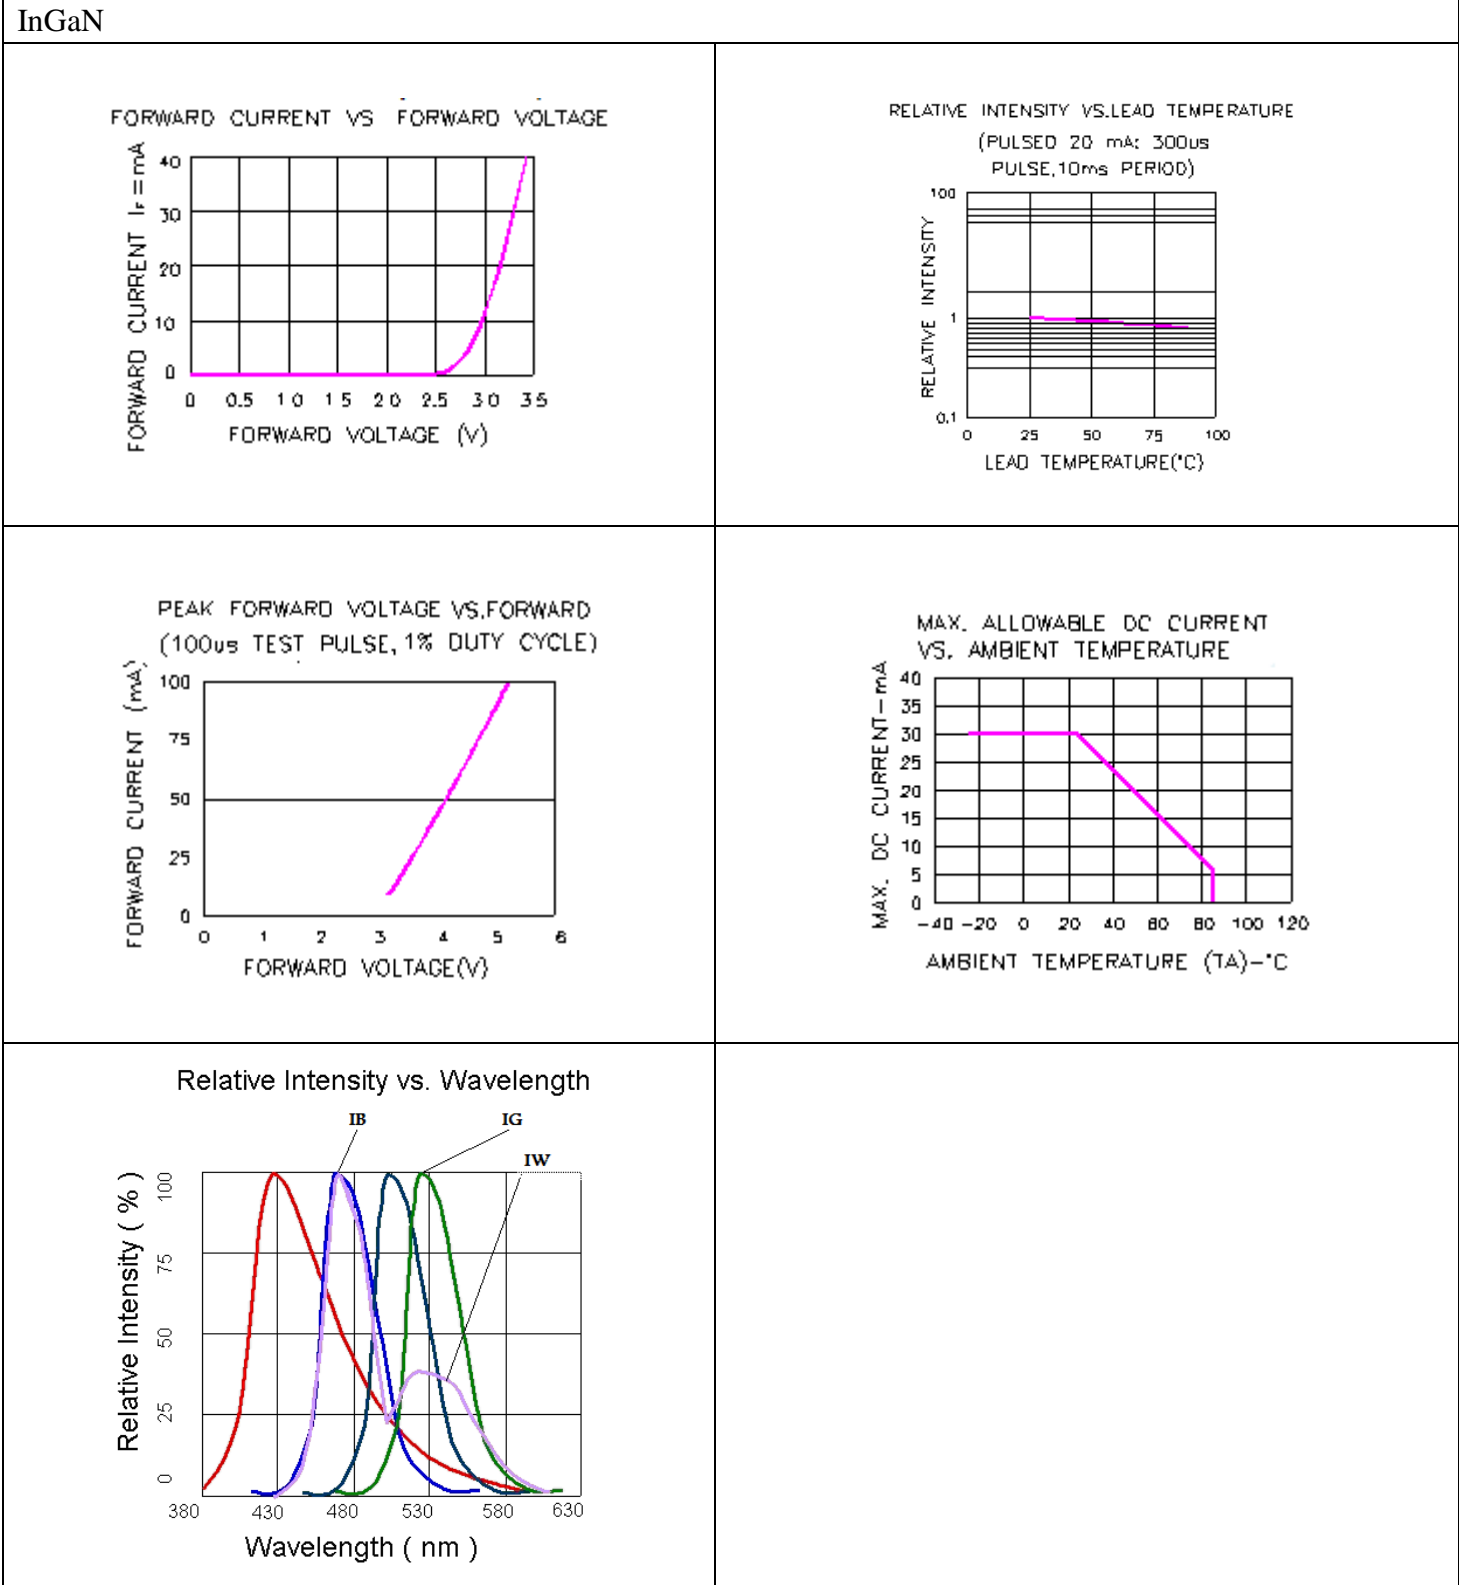 InGaN
FORWARD CURRENT VS FORWARD VOLTAGE
FORWARD CURRENT IF = mA
40
30
20
10
0
0 0.5 1 0 1 5 2 0 2.5 3 0 3 5
FORWARD VOLTAGE (V)
RELATIVE INTENSITY VS.LEAD TEMPERATURE
(PULSED 20 mA; 300us
PULSE,10ms PERIOD)
RELATIVE INTENSITY
100
1
0.1
0 25 50 75 100
LEAD TEMPERATURE(°C)
PEAK FORWARD VOLTAGE VS.FORWARD
(100us TEST PULSE, 1% DUTY CYCLE)
FORWARD CURRENT (mA)
100
75
50
25
0
0 1 2 3 4 5 6
FORWARD VOLTAGE(V)
MAX. ALLOWABLE DC CURRENT
VS. AMBIENT TEMPERATURE
MAX. DC CURRENT-mA
40
35
30
25
20
15
10
5
0
-40 -20 0 20 40 60 80 100 120
AMBIENT TEMPERATURE (TA)-°C
Relative Intensity vs. Wavelength
IB
IG
IW
Relative Intensity ( % )
100
75
50
25
0
380 430 480 530 580 630
Wavelength ( nm )